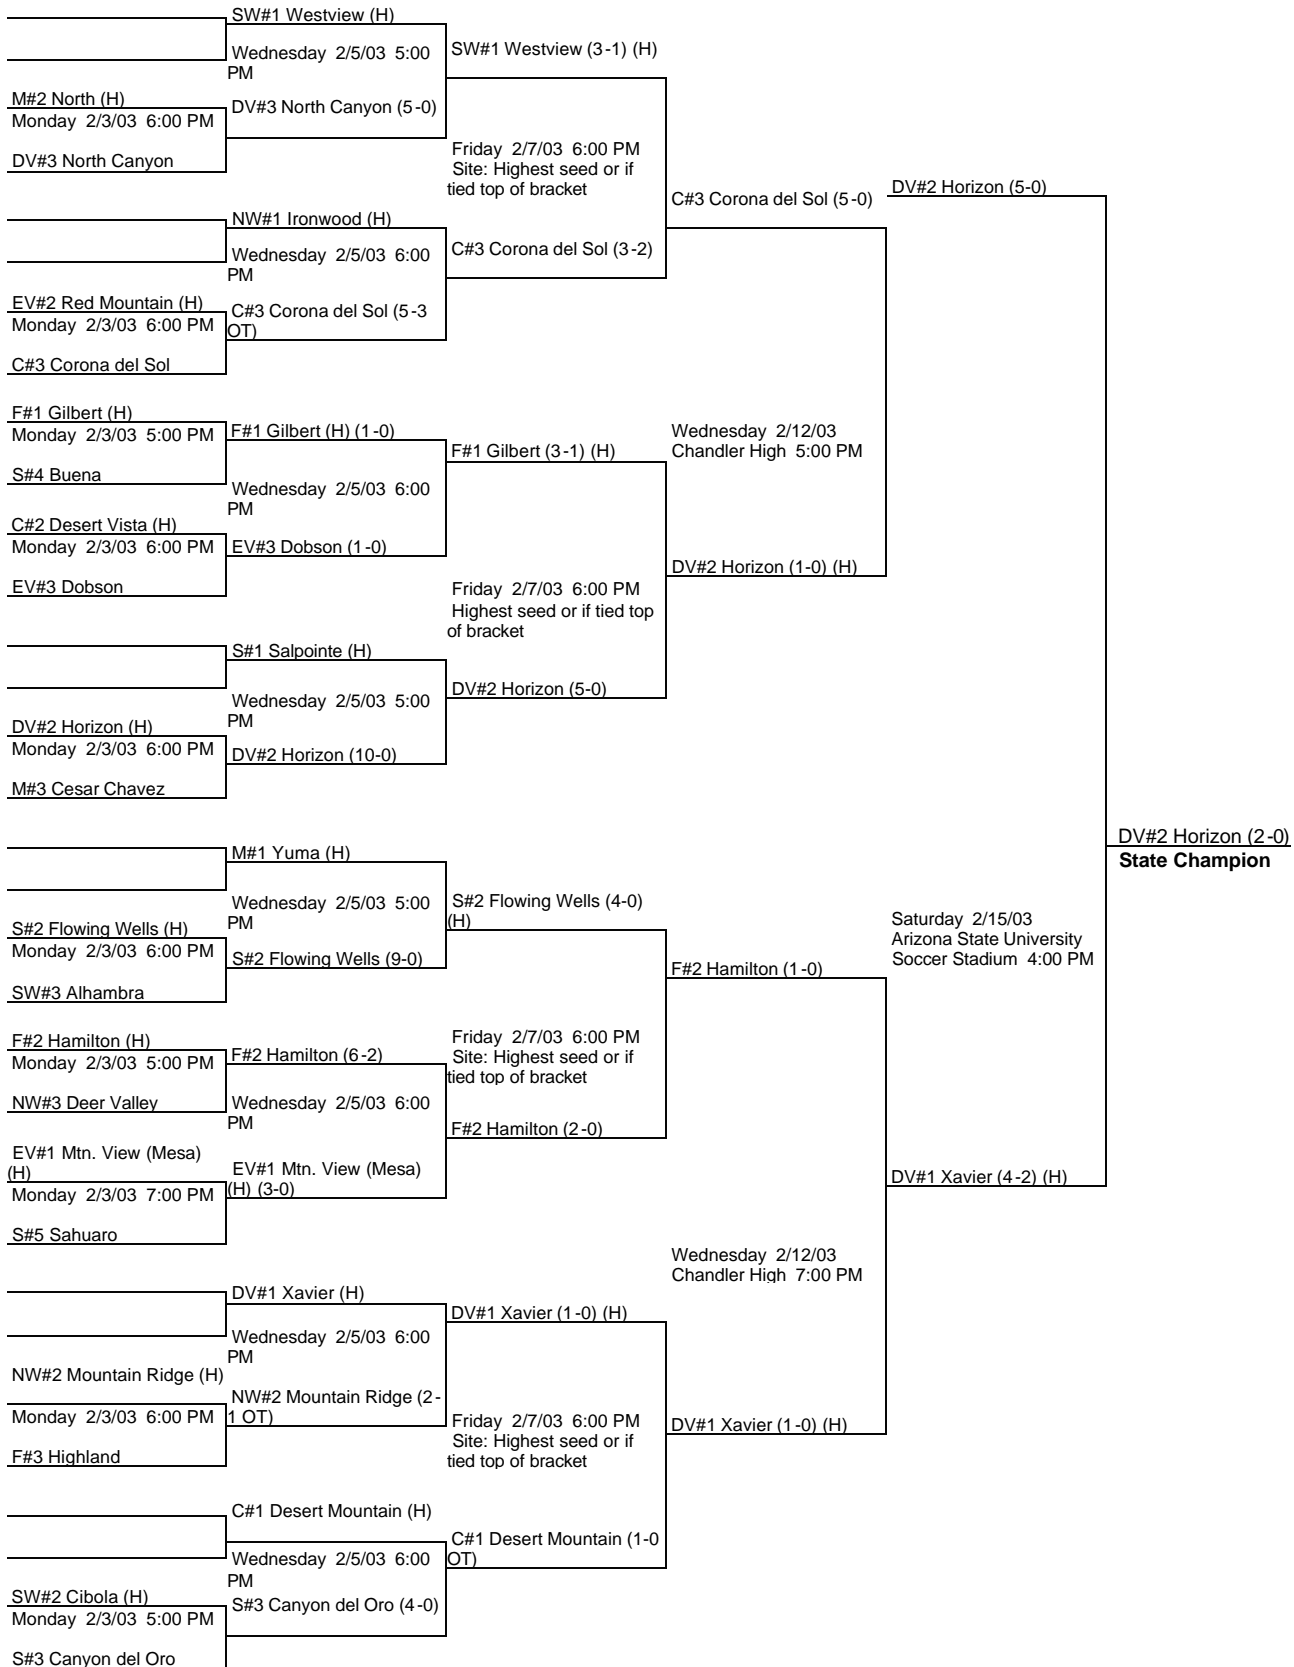 SW#1 Westview (H)
Wednesday 2/5/03 5:00
PM
SW#1 Westview (3-1) (H)
M#2 North (H)
Monday 2/3/03 6:00 PM
DV#3 North Canyon (5-0)
DV#3 North Canyon
Friday 2/7/03 6:00 PM
Site: Highest seed or if
tied top of bracket
C#3 Corona del Sol (5-0)
DV#2 Horizon (5-0)
NW#1 Ironwood (H)
Wednesday 2/5/03 6:00
PM
C#3 Corona del Sol (3-2)
EV#2 Red Mountain (H)
Monday 2/3/03 6:00 PM
C#3 Corona del Sol (5-3
OT)
C#3 Corona del Sol
F#1 Gilbert (H)
Monday 2/3/03 5:00 PM
F#1 Gilbert (H) (1-0)
S#4 Buena
F#1 Gilbert (3-1) (H)
Wednesday 2/12/03
Chandler High 5:00 PM
Wednesday 2/5/03 6:00
PM
C#2 Desert Vista (H)
Monday 2/3/03 6:00 PM
EV#3 Dobson (1-0)
EV#3 Dobson
DV#2 Horizon (1-0) (H)
Friday 2/7/03 6:00 PM
Highest seed or if tied top
of bracket
S#1 Salpointe (H)
Wednesday 2/5/03 5:00
PM
DV#2 Horizon (5-0)
DV#2 Horizon (H)
Monday 2/3/03 6:00 PM
DV#2 Horizon (10-0)
M#3 Cesar Chavez
DV#2 Horizon (2-0)
State Champion
M#1 Yuma (H)
Wednesday 2/5/03 5:00
PM
S#2 Flowing Wells (4-0)
(H)
S#2 Flowing Wells (H)
Monday 2/3/03 6:00 PM
S#2 Flowing Wells (9-0)
SW#3 Alhambra
F#2 Hamilton (1-0)
Saturday 2/15/03
Arizona State University
Soccer Stadium 4:00 PM
F#2 Hamilton (H)
Monday 2/3/03 5:00 PM
F#2 Hamilton (6-2)
NW#3 Deer Valley
Wednesday 2/5/03 6:00
PM
Friday 2/7/03 6:00 PM
Site: Highest seed or if
tied top of bracket
F#2 Hamilton (2-0)
EV#1 Mtn. View (Mesa)
(H)
Monday 2/3/03 7:00 PM
EV#1 Mtn. View (Mesa)
(H) (3-0)
S#5 Sahuaro
DV#1 Xavier (4-2) (H)
Wednesday 2/12/03
Chandler High 7:00 PM
DV#1 Xavier (H)
Wednesday 2/5/03 6:00
PM
DV#1 Xavier (1-0) (H)
NW#2 Mountain Ridge (H)
Monday 2/3/03 6:00 PM
NW#2 Mountain Ridge (2-
1 OT)
F#3 Highland
Friday 2/7/03 6:00 PM
Site: Highest seed or if
tied top of bracket
DV#1 Xavier (1-0) (H)
C#1 Desert Mountain (H)
Wednesday 2/5/03 6:00
PM
C#1 Desert Mountain (1-0
OT)
SW#2 Cibola (H)
Monday 2/3/03 5:00 PM
S#3 Canyon del Oro (4-0)
S#3 Canyon del Oro